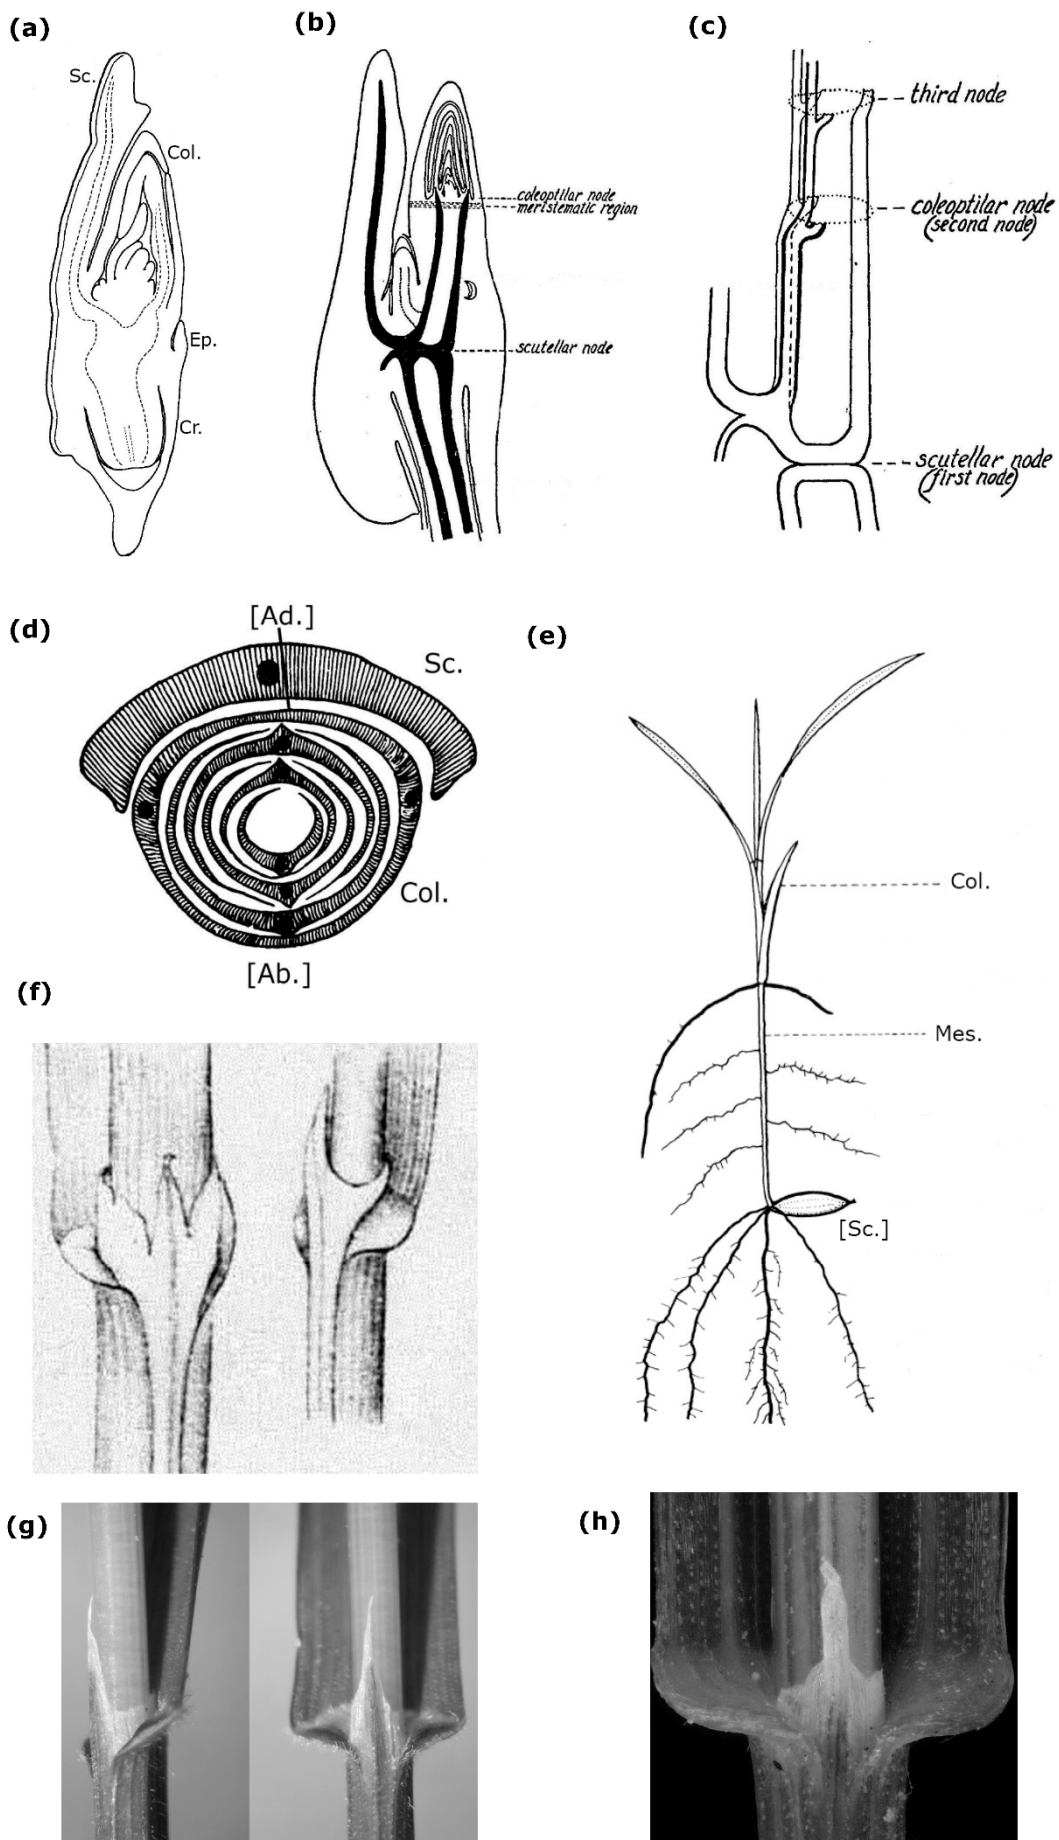 (a)
Sc.
Col.
Ep.
Cr.
(b)
coleoptilar node
meristematic region
scutellar node
(c)
third node
coleoptilar node
(second node)
scutellar node
(first node)
(d)
[Ad.]
Sc.
Col.
[Ab.]
(e)
Col.
Mes.
[Sc.]
(f)
(g)
(h)